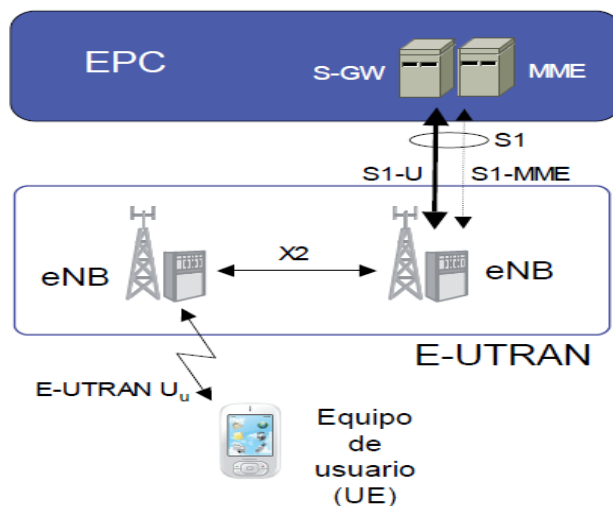 EPC
S-GW
MME
S1
S1-U
S1-MME
X2
eNB
eNB
E-UTRAN
E-UTRAN Uu
Equipo
de
usuario
(UE)